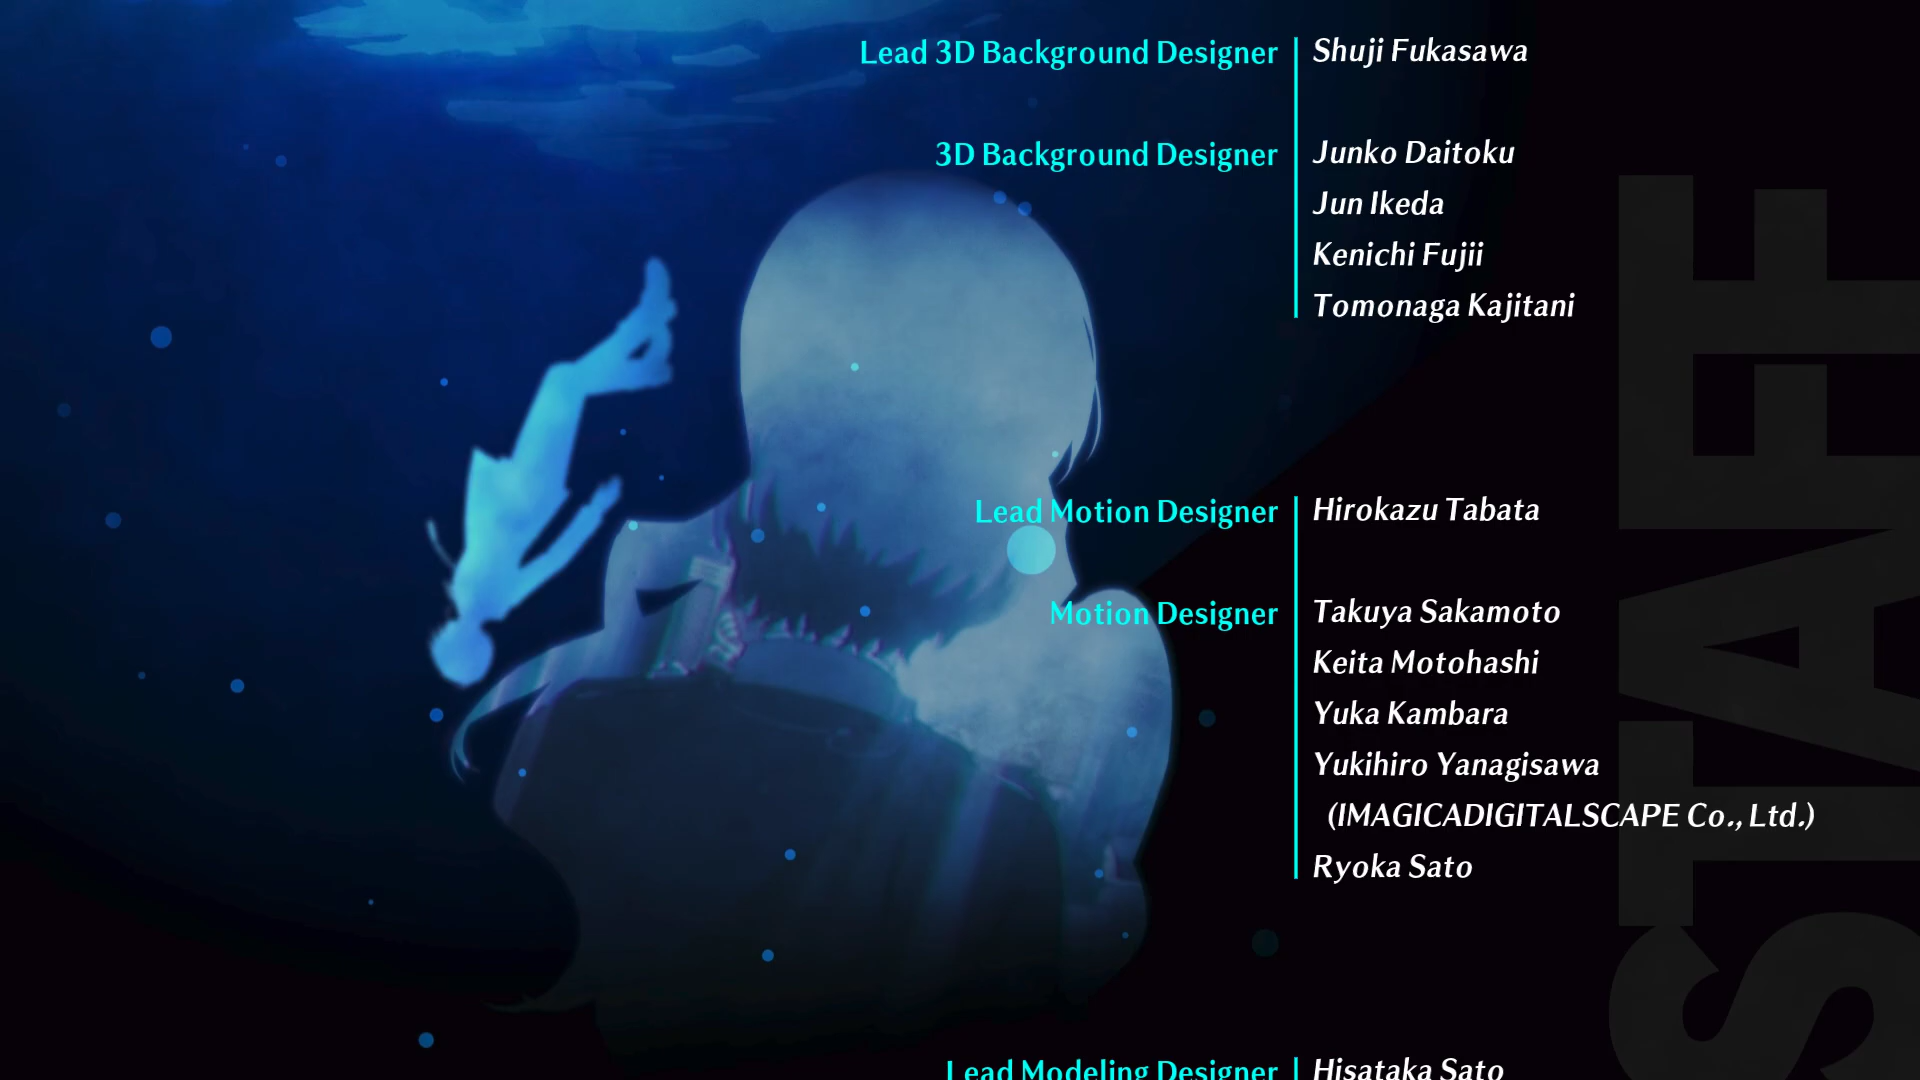 Lead 3D Background Designer Shuji Fukasawa
3D Background Designer Junko Daitoku
Jun Ikeda
Kenichi Fujii
Tomonaga Kajitani
Lead Motion Designer Hirokazu Tabata
Motion Designer Takuya Sakamoto
Keita Motohashi
Yuka Kambara
Yukihiro Yanagisawa
(IMAGICADIGITALSCAPE Co., Ltd.)
Ryoka Sato
Lead Modeling Designer Hisataka Sato
STAFF